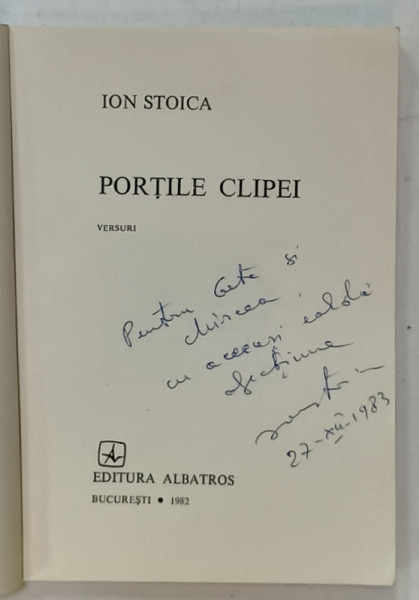 ION STOICA
PORȚILE CLIPEI
VERSURI
Pentru Geta și
Mircea,
cu aceeași caldă
afecțiune
27-XII-1983
EDITURA ALBATROS
BUCUREȘTI • 1982